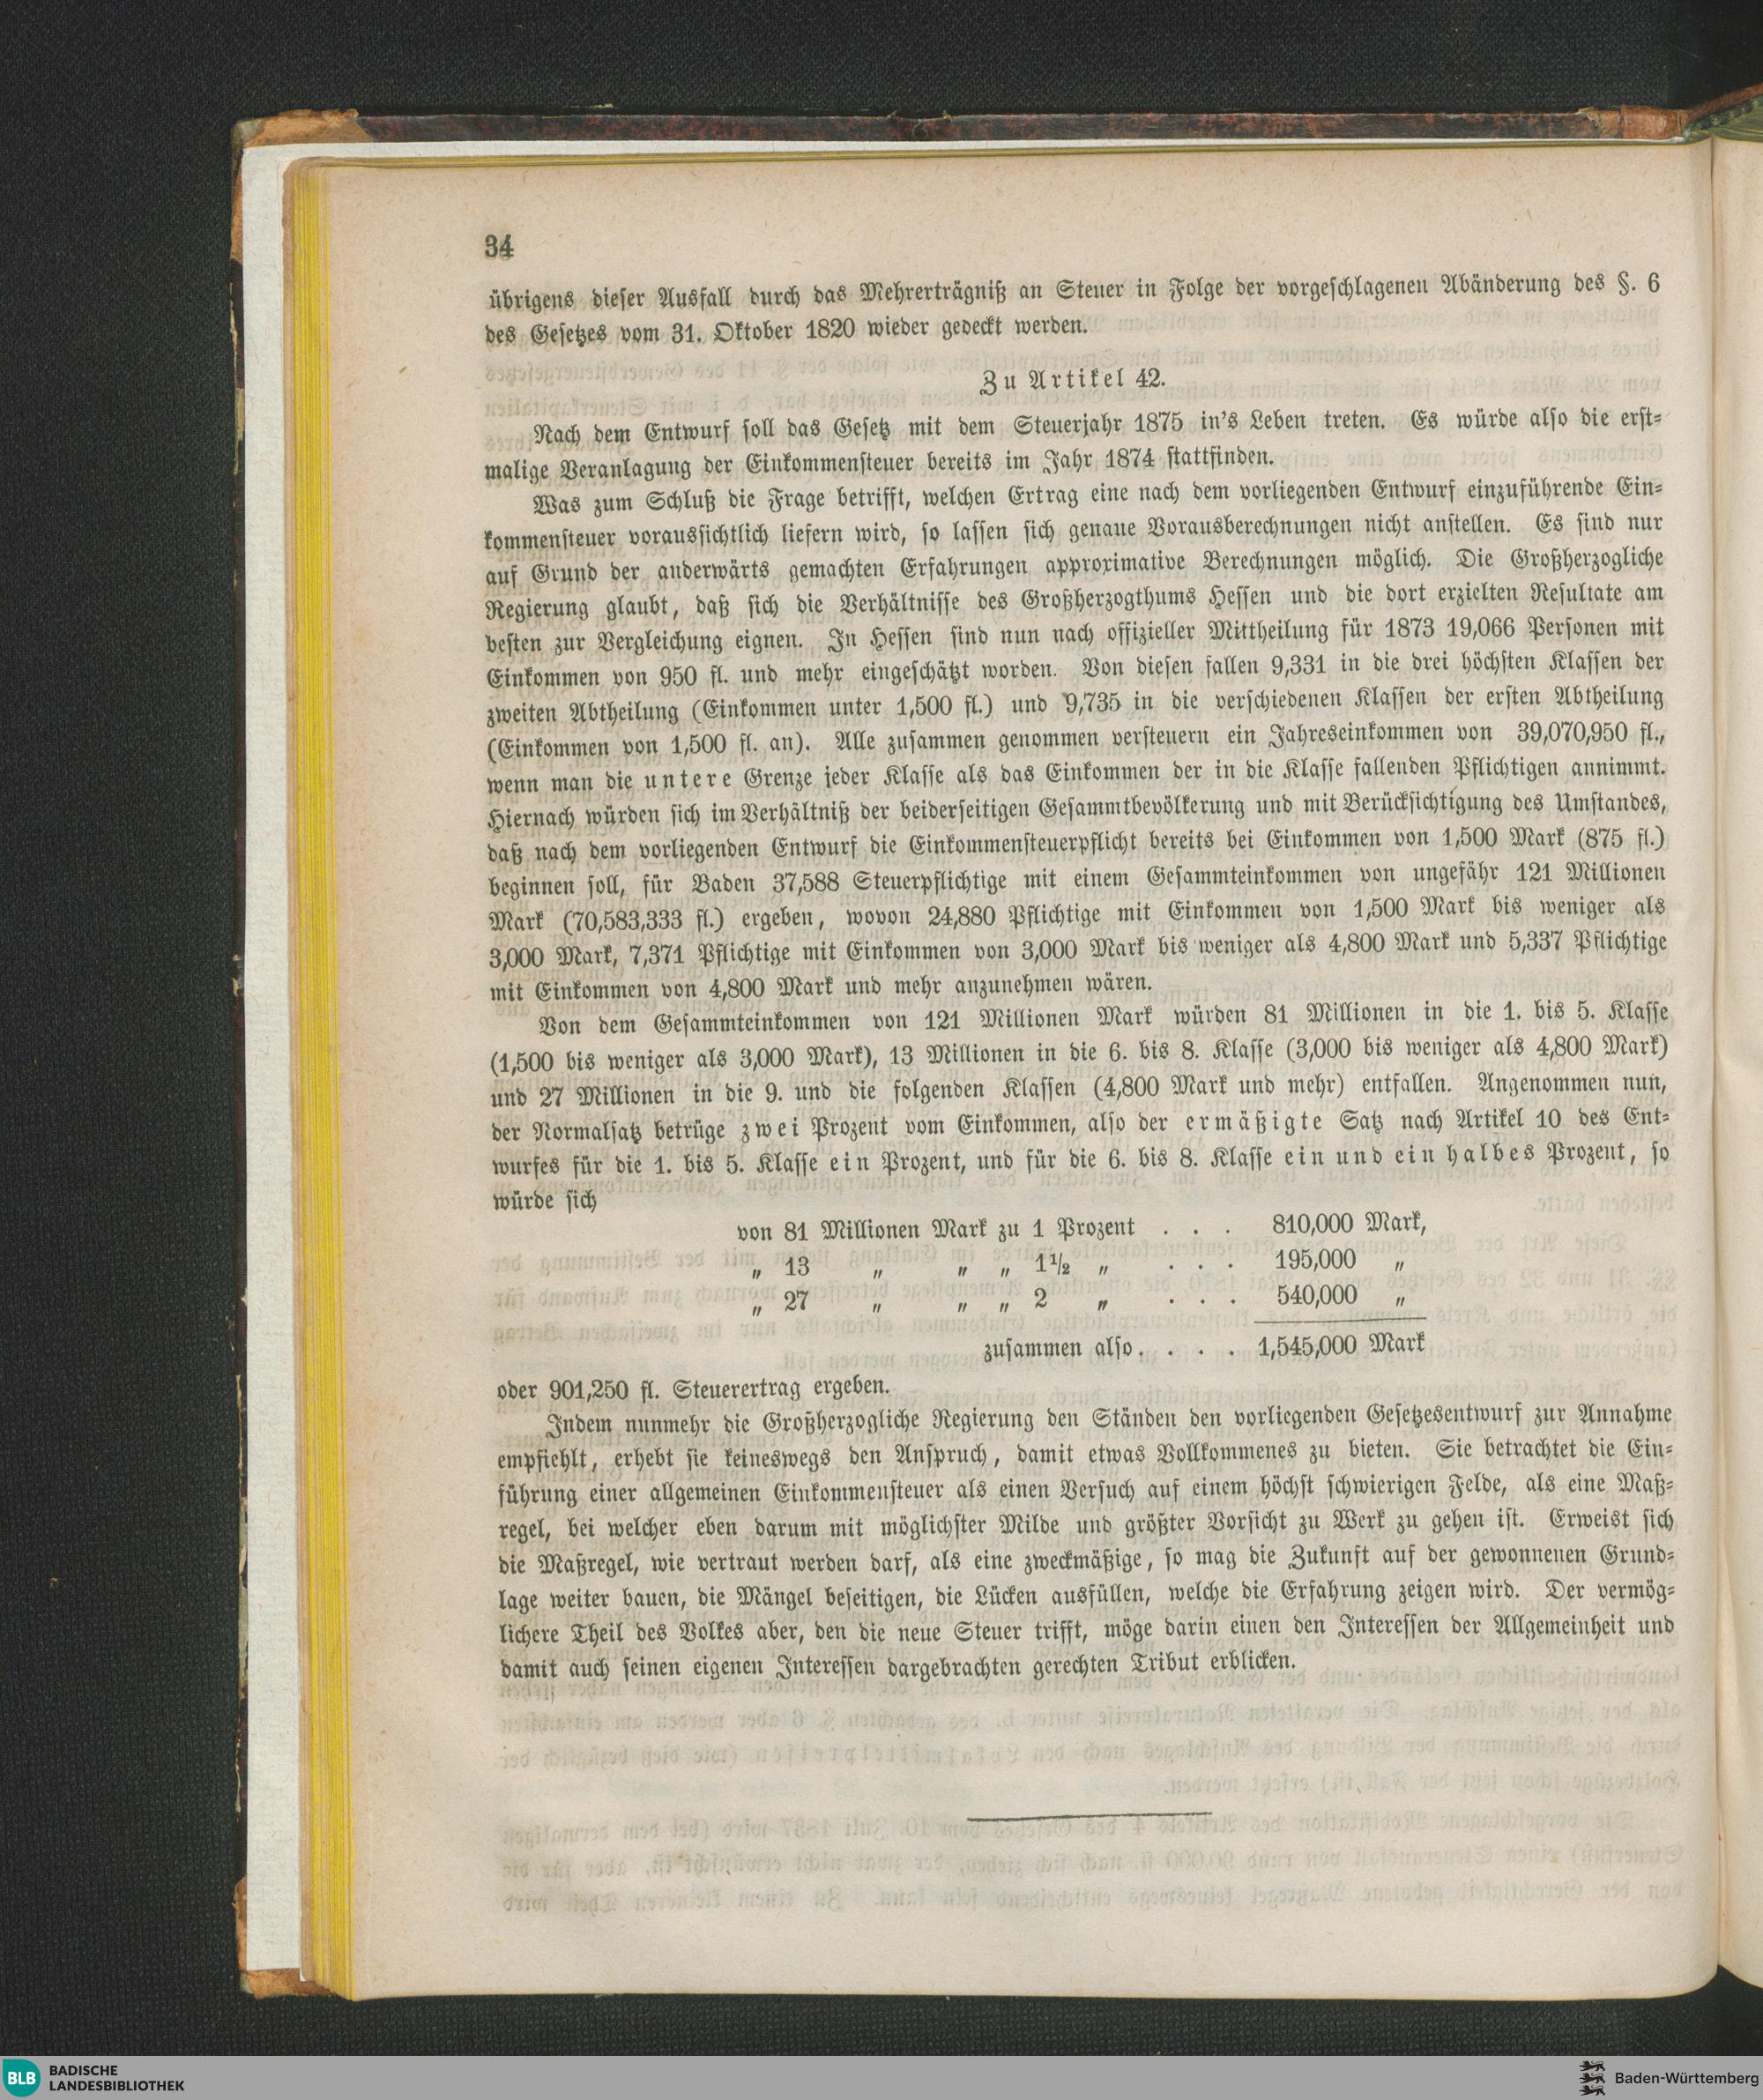 34
übrigens dieser Ausfall durch das Mehrerträgniß an Steuer in Folge der vorgeschlagenen Abänderung des §. 6
des Gesetzes vom 31. Oktober 1820 wieder gedeckt werden.
Zu Artikel 42.
Nach dem Entwurf soll das Gesetz mit dem Steuerjahr 1875 in's Leben treten. Es würde also die erst-
malige Veranlagung der Einkommensteuer bereits im Jahr 1874 stattfinden.
Was zum Schluß die Frage betrifft, welchen Ertrag eine nach dem vorliegenden Entwurf einzuführende Ein-
kommensteuer voraussichtlich liefern wird, so lassen sich genaue Vorausberechnungen nicht anstellen. Es sind nur
auf Grund der anderwärts gemachten Erfahrungen approximative Berechnungen möglich. Die Großherzogliche
Regierung glaubt, daß sich die Verhältnisse des Großherzogthums Hessen und die dort erzielten Resultate am
besten zur Vergleichung eignen. In Hessen sind nun nach offizieller Mittheilung für 1873 19,066 Personen mit
Einkommen von 950 fl. und mehr eingeschätzt worden. Von diesen fallen 9,331 in die drei höchsten Klassen der
zweiten Abtheilung (Einkommen unter 1,500 fl.) und 9,735 in die verschiedenen Klassen der ersten Abtheilung
(Einkommen von 1,500 fl. an). Alle zusammen genommen versteuern ein Jahreseinkommen von 39,070,950 fl.,
wenn man die untere Grenze jeder Klasse als das Einkommen der in die Klasse fallenden Pflichtigen annimmt.
Hiernach würden sich im Verhältniß der beiderseitigen Gesammtbevölkerung und mit Berücksichtigung des Umstandes,
daß nach dem vorliegenden Entwurf die Einkommensteuerpflicht bereits bei Einkommen von 1,500 Mark (875 fl.)
beginnen soll, für Baden 37,588 Steuerpflichtige mit einem Gesammteinkommen von ungefähr 121 Millionen
Mark (70,583,333 fl.) ergeben, wovon 24,880 Pflichtige mit Einkommen von 1,500 Mark bis weniger als
3,000 Mark, 7,371 Pflichtige mit Einkommen von 3,000 Mark bis weniger als 4,800 Mark und 5,337 Pflichtige
mit Einkommen von 4,800 Mark und mehr anzunehmen wären.
Von dem Gesammteinkommen von 121 Millionen Mark würden 81 Millionen in die 1. bis 5. Klasse
(1,500 bis weniger als 3,000 Mark), 13 Millionen in die 6. bis 8. Klasse (3,000 bis weniger als 4,800 Mark)
und 27 Millionen in die 9. und die folgenden Klassen (4,800 Mark und mehr) entfallen. Angenommen nun,
der Normalsatz betrüge zwei Prozent vom Einkommen, also der ermäßigte Satz nach Artikel 10 des Ent-
wurfes für die 1. bis 5. Klasse ein Prozent, und für die 6. bis 8. Klasse ein und ein halbes Prozent, so
würde sich
von 81 Millionen Mark zu 1 Prozent . . . 810,000 Mark,
„ 13 „ „ „ 1½ „ . . . 195,000 „
„ 27 „ „ „ 2 „ . . . 540,000 „
zusammen also. . . . 1,545,000 Mark
oder 901,250 fl. Steuerertrag ergeben.
Indem nunmehr die Großherzogliche Regierung den Ständen den vorliegenden Gesetzesentwurf zur Annahme
empfiehlt, erhebt sie keineswegs den Anspruch, damit etwas Vollkommenes zu bieten. Sie betrachtet die Ein-
führung einer allgemeinen Einkommensteuer als einen Versuch auf einem höchst schwierigen Felde, als eine Maß-
regel, bei welcher eben darum mit möglichster Milde und größter Vorsicht zu Werk zu gehen ist. Erweist sich
die Maßregel, wie vertraut werden darf, als eine zweckmäßige, so mag die Zukunft auf der gewonnenen Grund-
lage weiter bauen, die Mängel beseitigen, die Lücken ausfüllen, welche die Erfahrung zeigen wird. Der vermög-
lichere Theil des Volkes aber, den die neue Steuer trifft, möge darin einen den Interessen der Allgemeinheit und
damit auch seinen eigenen Interessen dargebrachten gerechten Tribut erblicken.
BLB BADISCHE
LANDESBIBLIOTHEK
Baden-Württemberg